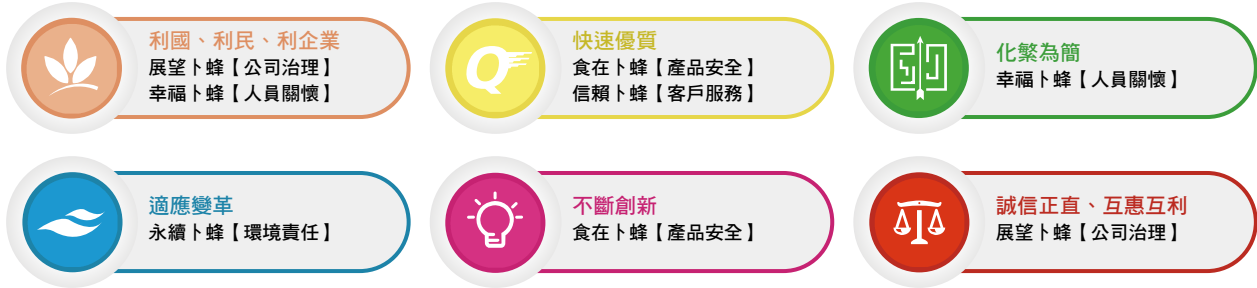 利國、利民、利企業
展望卜蜂【公司治理】
幸福卜蜂【人員關懷】
Q
快速優質
食在卜蜂【產品安全】
信賴卜蜂【客戶服務】
化繁為簡
幸福卜蜂【人員關懷】
適應變革
永續卜蜂【環境責任】
不斷創新
食在卜蜂【產品安全】
誠信正直、互惠互利
展望卜蜂【公司治理】